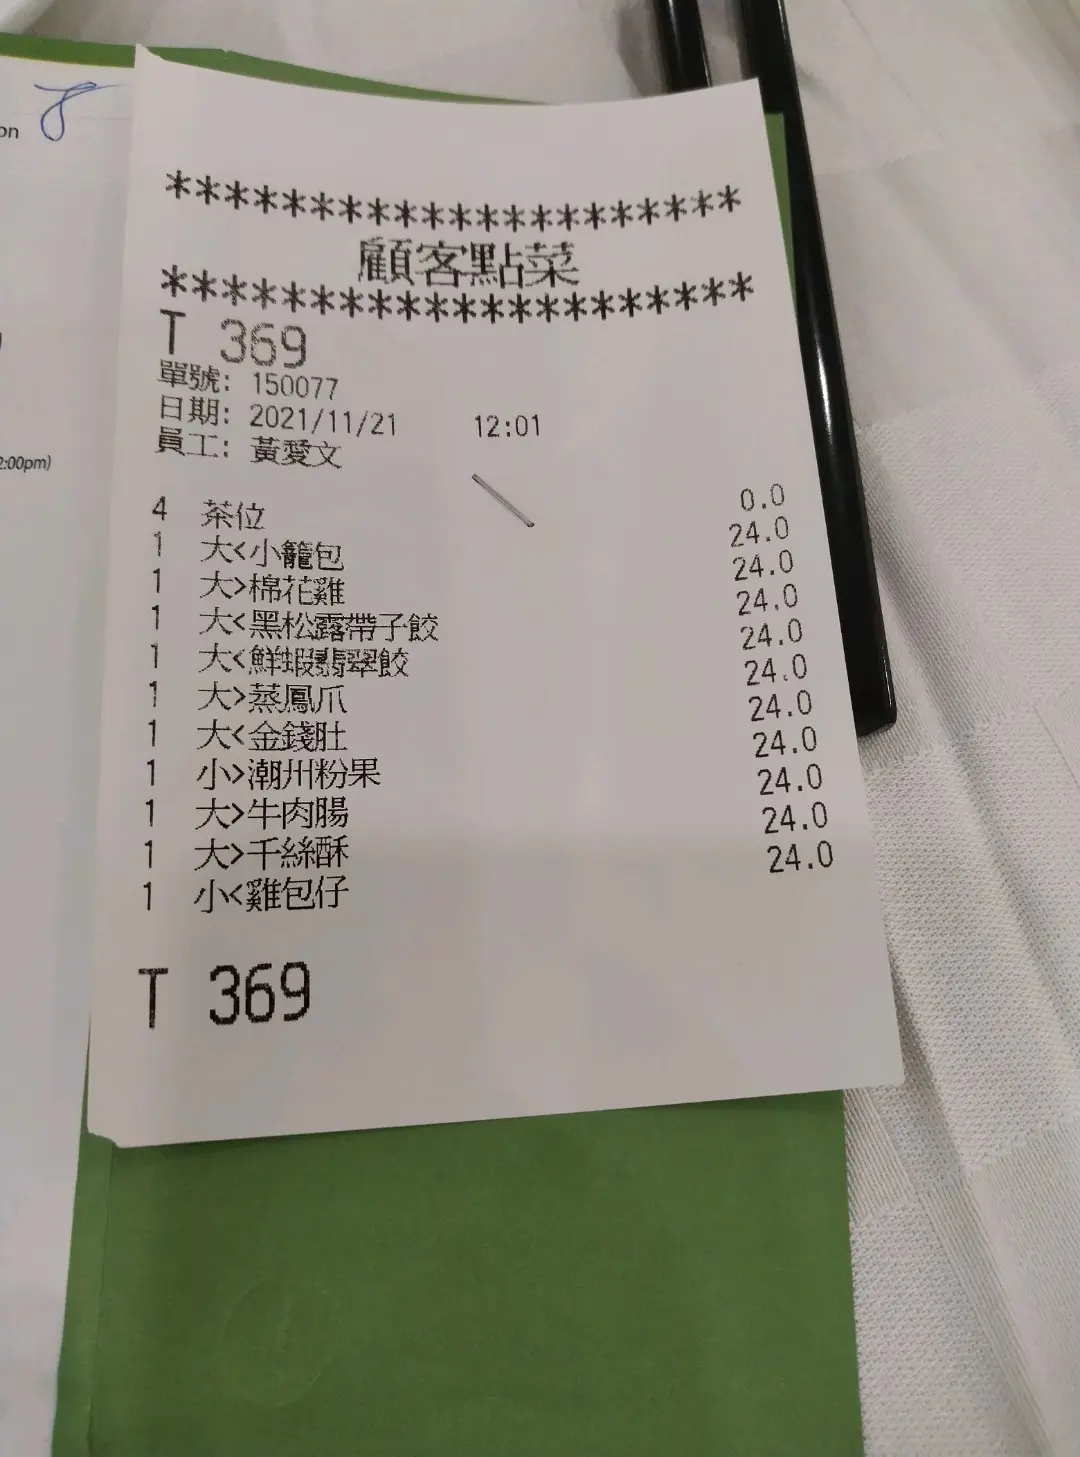 on
2:00pm)
*********************
顧客點菜
*********************
T 369
單號: 150077
日期: 2021/11/21 12:01
員工: 黃愛文
4 茶位 0.0
1 大<小籠包 24.0
1 大>棉花雞 24.0
1 大<黑松露帶子餃 24.0
1 大<鮮蝦翡翠餃 24.0
1 大>蒸鳳爪 24.0
1 大<金錢肚 24.0
1 小>潮州粉果 24.0
1 大>牛肉腸 24.0
1 大>千絲酥 24.0
1 小<雞包仔 24.0
T 369